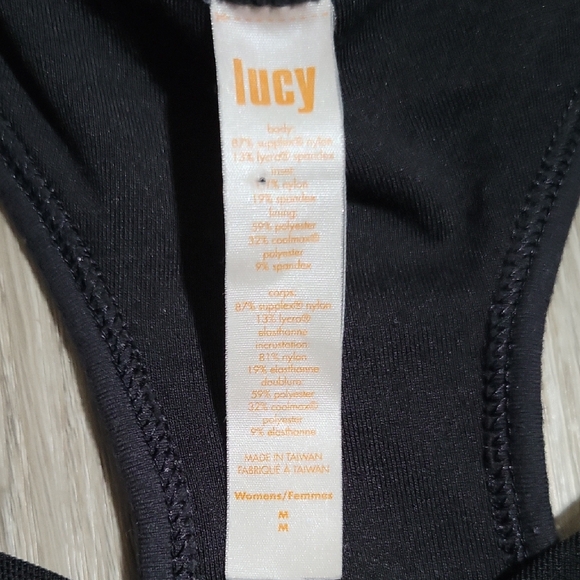 lucy
body:
87% supplex® nylon
13% lycra® spandex
inset:
nylon
19% spandex
lining:
59% polyester
32% coolmax®
polyester
9% spandex
corps:
87% supplex® nylon
13% lycra®
elasthanne
incrustation
81% nylon
19% elasthanne
doublure:
59% polyester
32% coolmax®
polyester
9% elasthanne
MADE IN TAIWAN
FABRIQUÉ À TAIWAN
Womens/Femmes
M
M